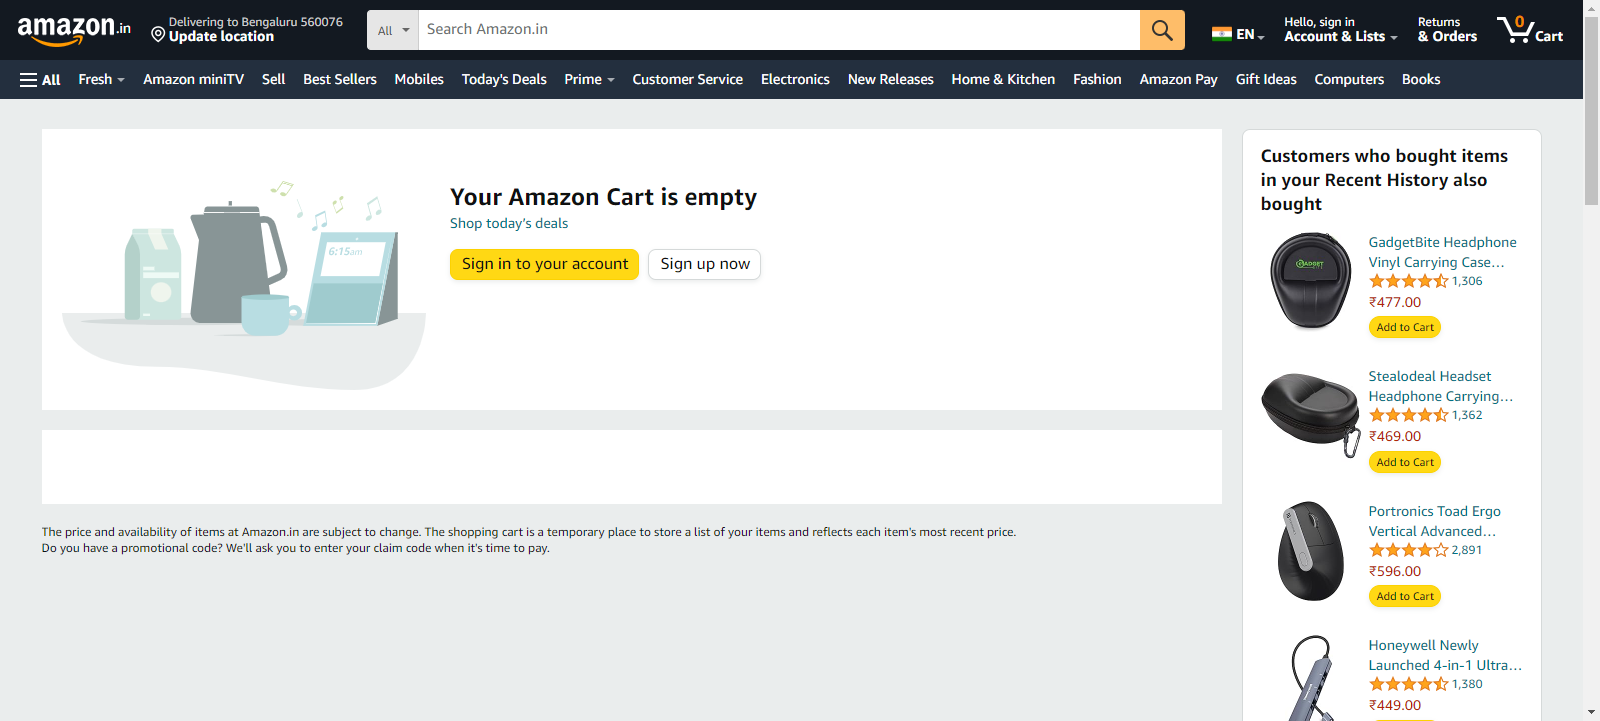 amazon.in
Delivering to Bengaluru 560076
Update location
All
Search Amazon.in
EN
Hello, sign in
Account & Lists
Returns
& Orders
0
Cart
All
Fresh
Amazon miniTV
Sell
Best Sellers
Mobiles
Today's Deals
Prime
Customer Service
Electronics
New Releases
Home & Kitchen
Fashion
Amazon Pay
Gift Ideas
Computers
Books
6:15am
Your Amazon Cart is empty
Shop today's deals
Sign in to your account
Sign up now
The price and availability of items at Amazon.in are subject to change. The shopping cart is a temporary place to store a list of your items and reflects each item's most recent price.
Do you have a promotional code? We'll ask you to enter your claim code when it's time to pay.
Customers who bought items
in your Recent History also
bought
GADGET
GadgetBite Headphone
Vinyl Carrying Case...
1,306
₹477.00
Add to Cart
Stealodeal Headset
Headphone Carrying...
1,362
₹469.00
Add to Cart
Portronics Toad Ergo
Vertical Advanced...
2,891
₹596.00
Add to Cart
Honeywell Newly
Launched 4-in-1 Ultra...
1,380
₹449.00